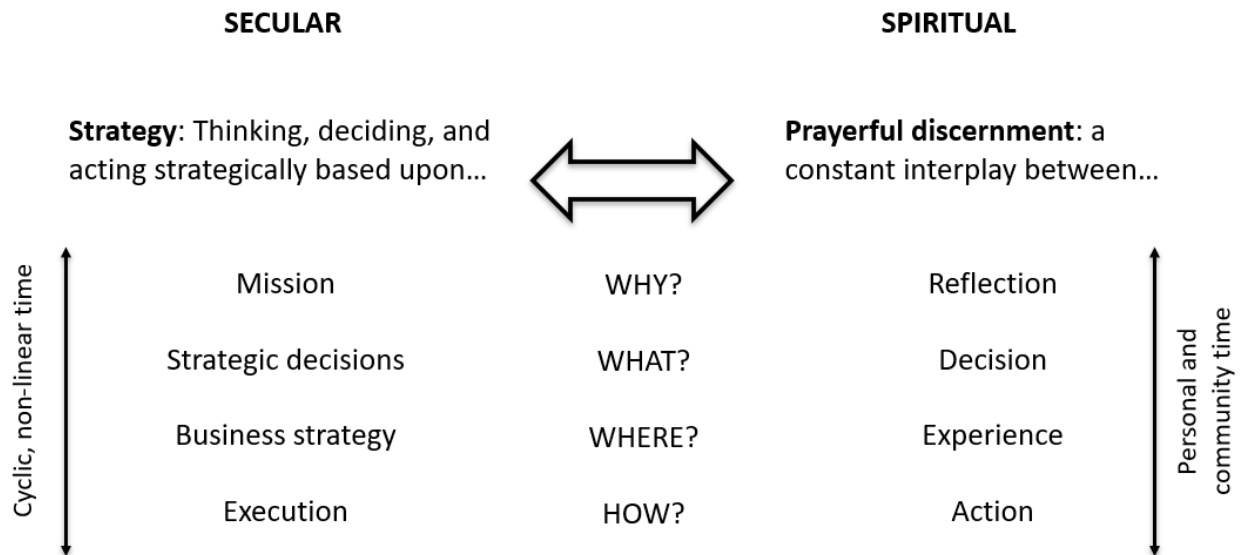 SECULAR
SPIRITUAL
Strategy: Thinking, deciding, and
acting strategically based upon…
Prayerful discernment: a
constant interplay between…
Cyclic, non-linear time
Mission
WHY?
Reflection
Strategic decisions
WHAT?
Decision
Business strategy
WHERE?
Experience
Execution
HOW?
Action
Personal and
community time